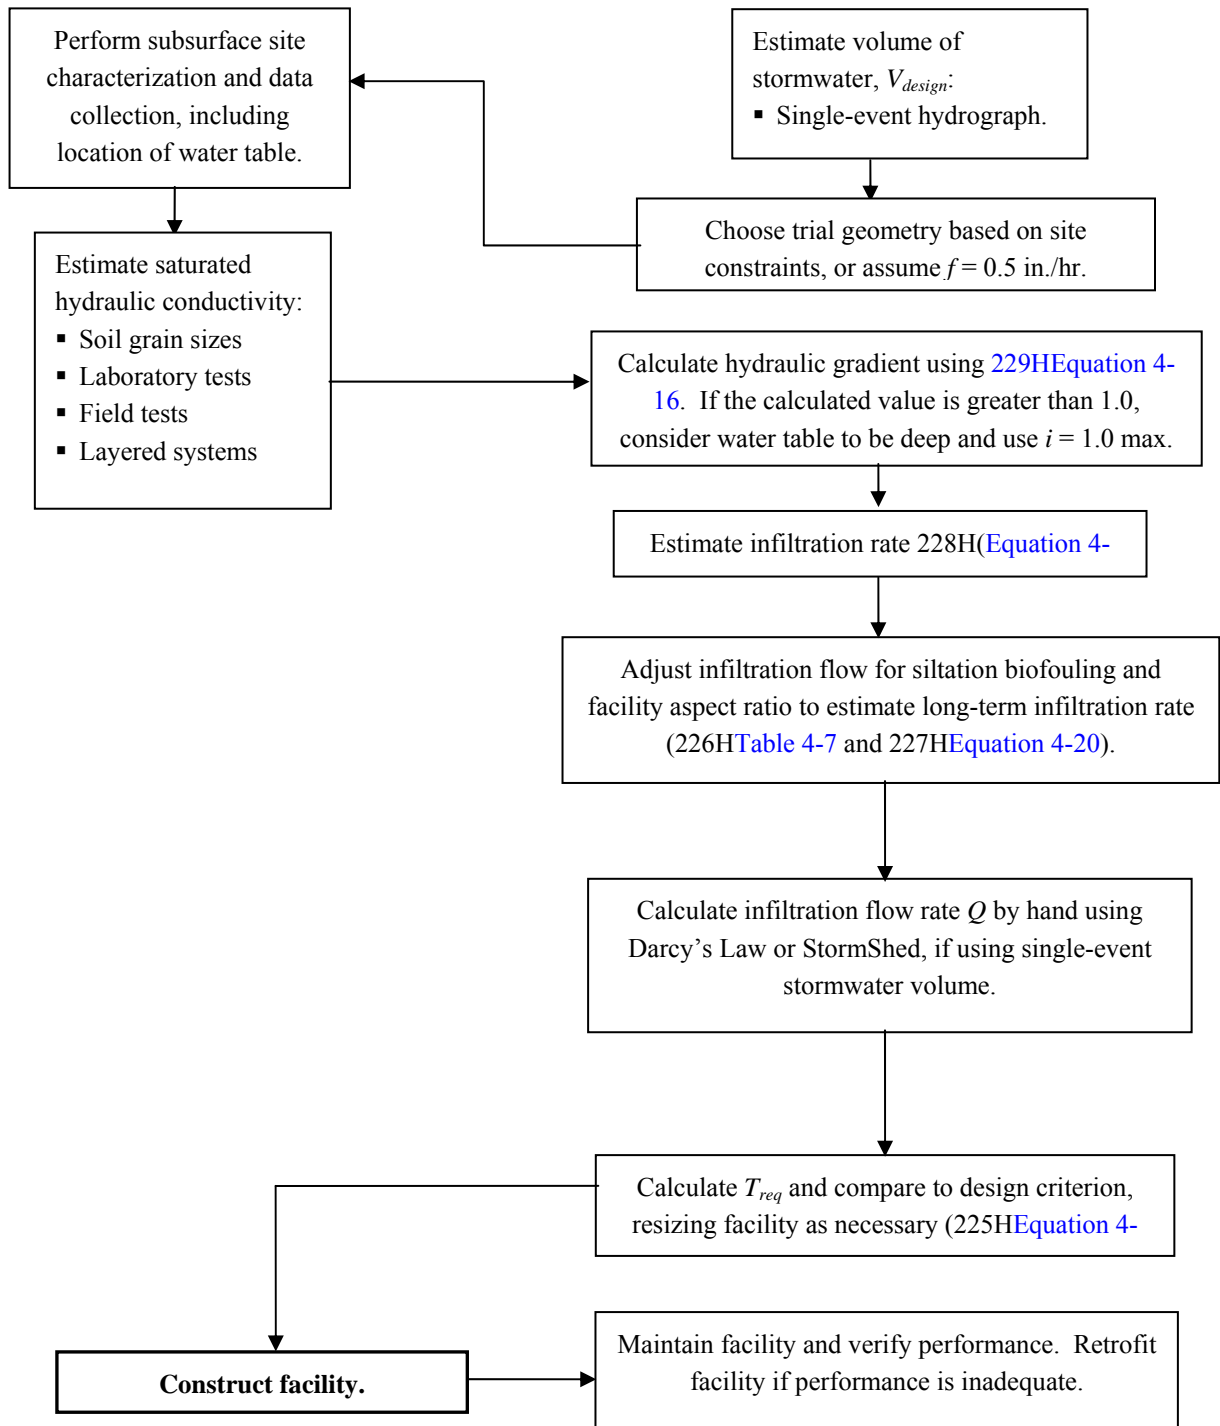 Perform subsurface site
characterization and data
collection, including
location of water table.
Estimate volume of
stormwater, Vdesign:
▪ Single-event hydrograph.
Choose trial geometry based on site
constraints, or assume f = 0.5 in./hr.
Estimate saturated
hydraulic conductivity:
▪ Soil grain sizes
▪ Laboratory tests
▪ Field tests
▪ Layered systems
Calculate hydraulic gradient using 229HEquation 4-
16. If the calculated value is greater than 1.0,
consider water table to be deep and use i = 1.0 max.
Estimate infiltration rate 228H(Equation 4-
Adjust infiltration flow for siltation biofouling and
facility aspect ratio to estimate long-term infiltration rate
(226HTable 4-7 and 227HEquation 4-20).
Calculate infiltration flow rate Q by hand using
Darcy’s Law or StormShed, if using single-event
stormwater volume.
Calculate Treq and compare to design criterion,
resizing facility as necessary (225HEquation 4-
Construct facility.
Maintain facility and verify performance. Retrofit
facility if performance is inadequate.